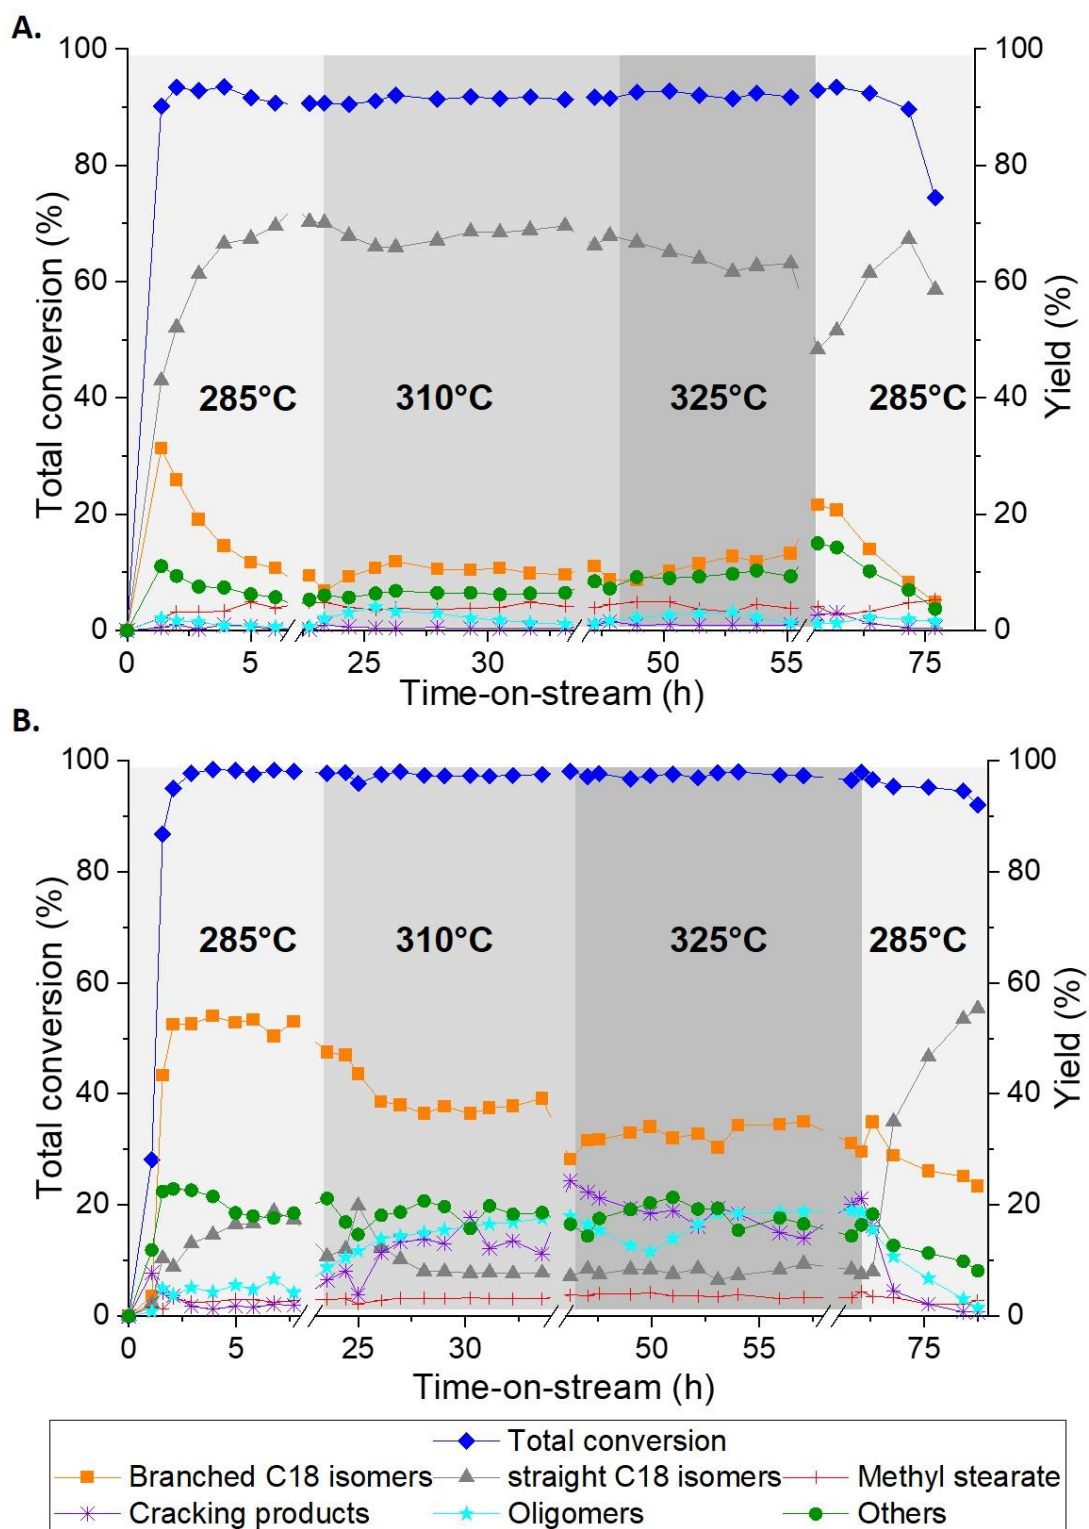 A.
100
100
80
80
60
60
40
40
20
20
0
0
Total conversion (%)
Yield (%)
285°C
310°C
325°C
285°C
0
5
25
30
50
55
75
Time-on-stream (h)
B.
100
100
80
80
60
60
40
40
20
20
0
0
Total conversion (%)
Yield (%)
285°C
310°C
325°C
285°C
0
5
25
30
50
55
75
Time-on-stream (h)
Total conversion
Branched C18 isomers
straight C18 isomers
Methyl stearate
Cracking products
Oligomers
Others